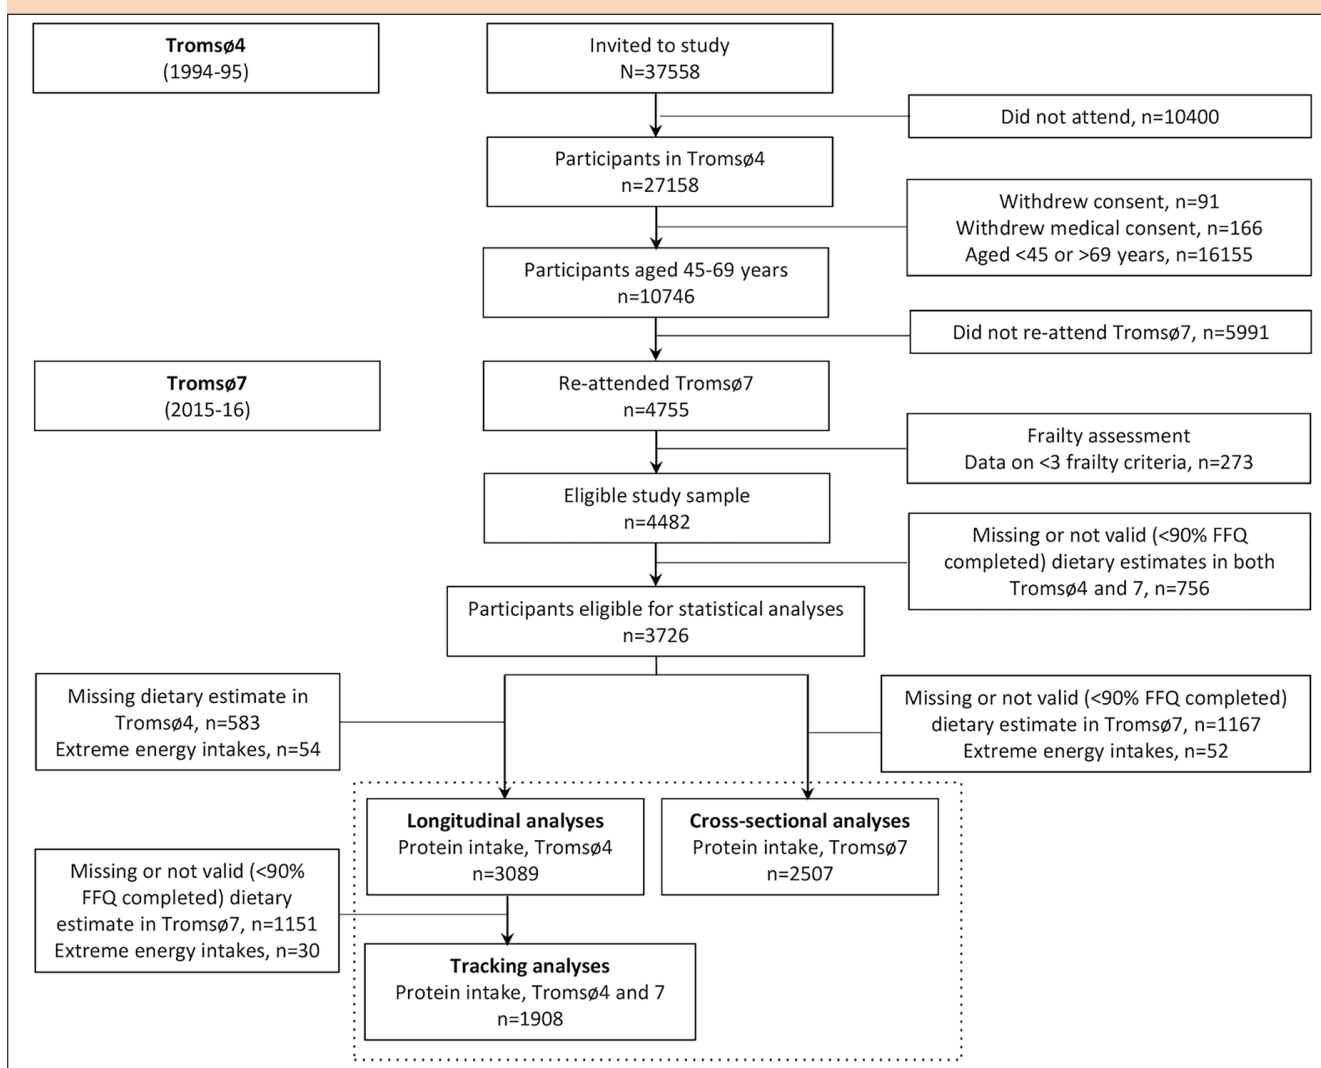 Tromsø4
(1994-95)
Invited to study
N=37558
Did not attend, n=10400
Participants in Tromsø4
n=27158
Withdrew consent, n=91
Withdrew medical consent, n=166
Aged <45 or >69 years, n=16155
Participants aged 45-69 years
n=10746
Did not re-attend Tromsø7, n=5991
Tromsø7
(2015-16)
Re-attended Tromsø7
n=4755
Frailty assessment
Data on <3 frailty criteria, n=273
Eligible study sample
n=4482
Missing or not valid (<90% FFQ
completed) dietary estimates in both
Tromsø4 and 7, n=756
Participants eligible for statistical analyses
n=3726
Missing dietary estimate in
Tromsø4, n=583
Extreme energy intakes, n=54
Missing or not valid (<90% FFQ completed)
dietary estimate in Tromsø7, n=1167
Extreme energy intakes, n=52
Longitudinal analyses
Protein intake, Tromsø4
n=3089
Cross-sectional analyses
Protein intake, Tromsø7
n=2507
Missing or not valid (<90%
FFQ completed) dietary
estimate in Tromsø7, n=1151
Extreme energy intakes, n=30
Tracking analyses
Protein intake, Tromsø4 and 7
n=1908